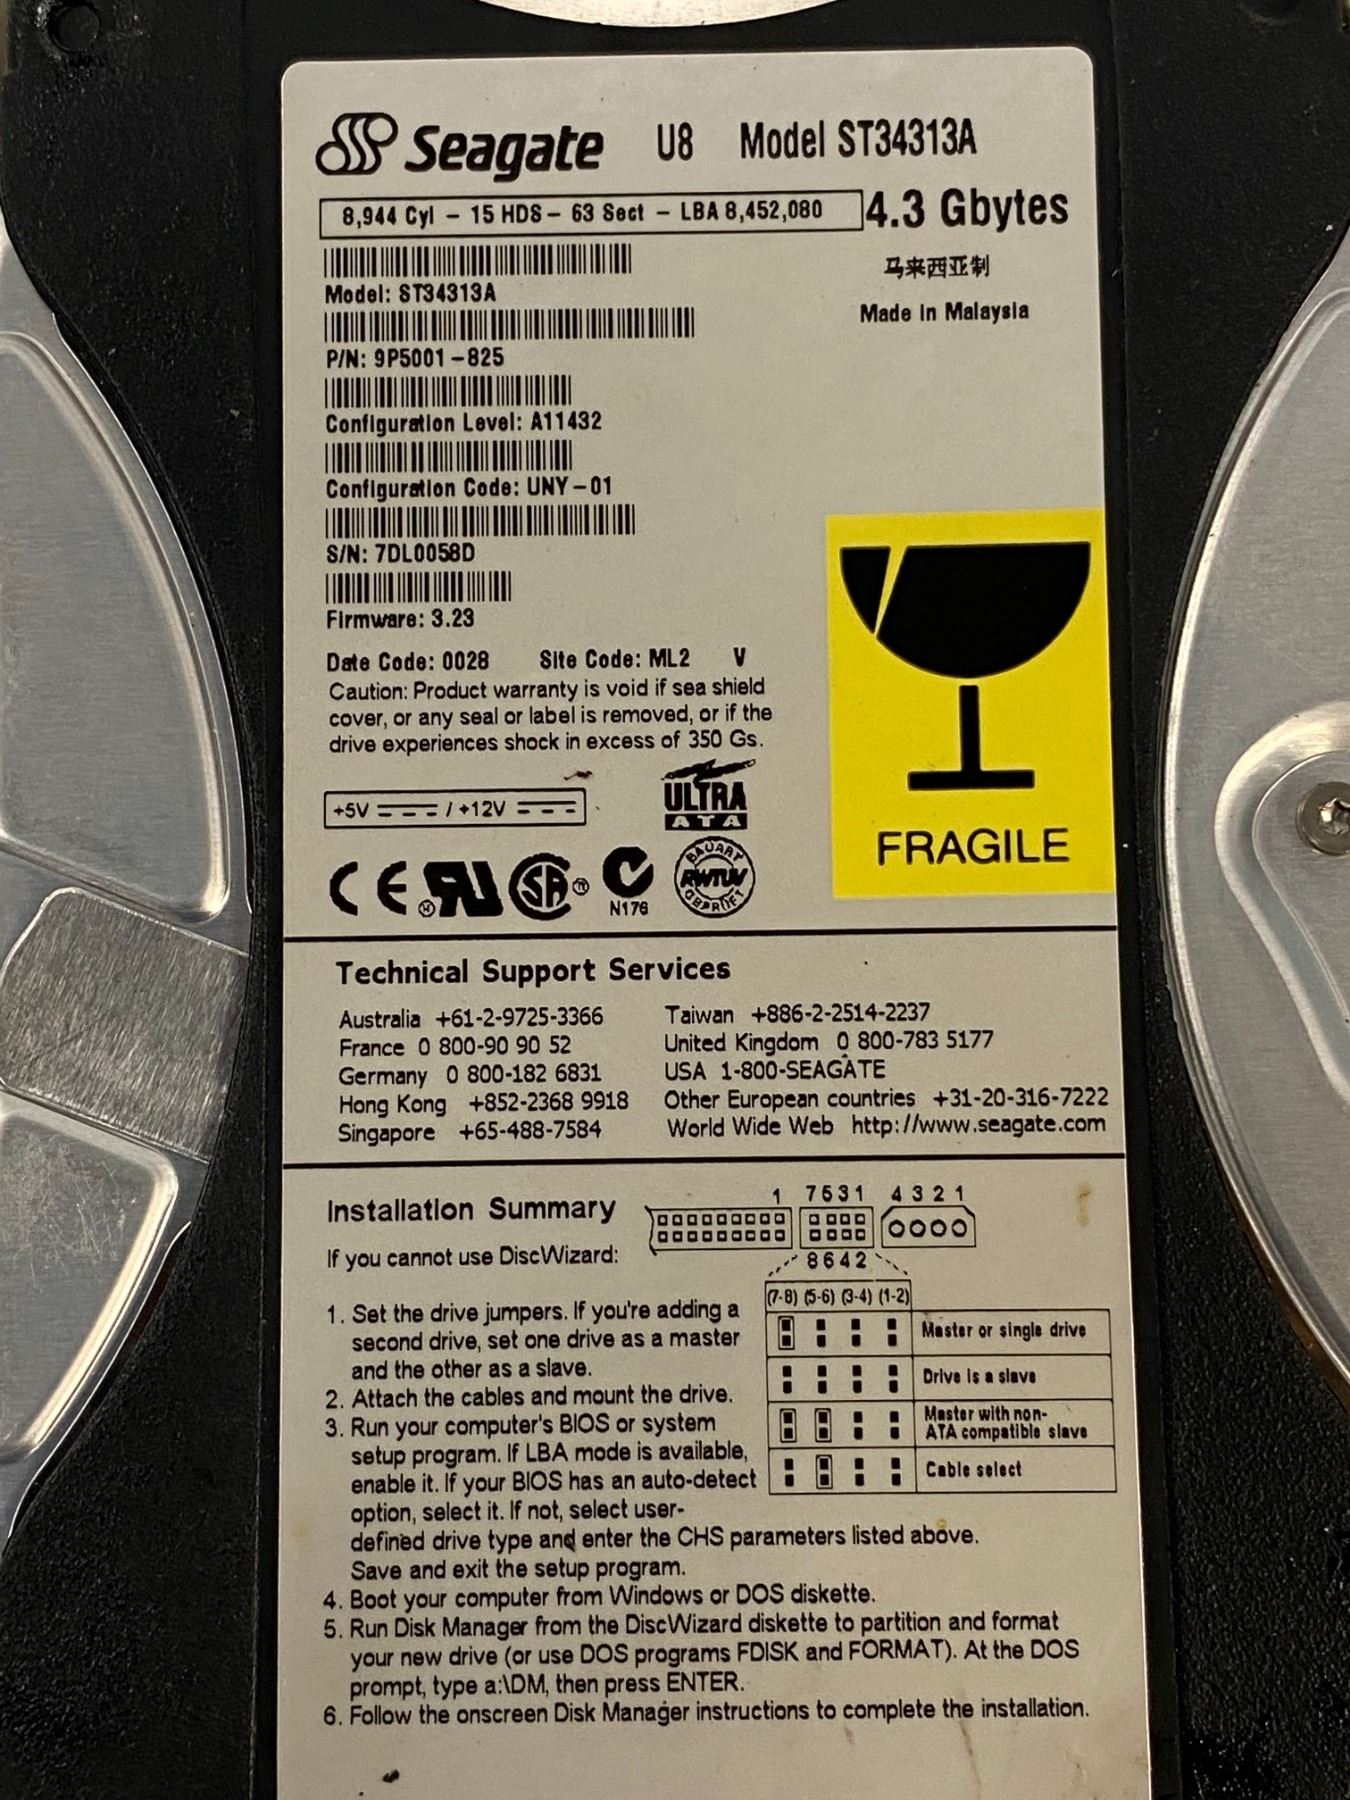 Seagate U8 Model ST34313A
8,944 Cyl - 15 HDS - 63 Sect - LBA 8,452,080
4.3 Gbytes
马来西亚制
Made in Malaysia
Model: ST34313A
P/N: 9P5001-825
Configuration Level: A11432
Configuration Code: UNY-01
S/N: 7DL0058D
Firmware: 3.23
Date Code: 0028 Site Code: ML2 V
Caution: Product warranty is void if sea shield
cover, or any seal or label is removed, or if the
drive experiences shock in excess of 350 Gs.
+5V / +12V
ULTRA
ATA
CE
SA
N176
BAUART
RWTÜV
GEPRÜFT
FRAGILE
Technical Support Services
Australia +61-2-9725-3366
France 0 800-90 90 52
Germany 0 800-182 6831
Hong Kong +852-2368 9918
Singapore +65-488-7584
Taiwan +886-2-2514-2237
United Kingdom 0 800-783 5177
USA 1-800-SEAGATE
Other European countries +31-20-316-7222
World Wide Web http://www.seagate.com
Installation Summary
If you cannot use DiscWizard:
1 7531 4321
8642
(7-8) (5-6) (3-4) (1-2)
Master or single drive
Drive is a slave
Master with non-
ATA compatible slave
Cable select
1. Set the drive jumpers. If you're adding a
second drive, set one drive as a master
and the other as a slave.
2. Attach the cables and mount the drive.
3. Run your computer's BIOS or system
setup program. If LBA mode is available,
enable it. If your BIOS has an auto-detect
option, select it. If not, select user-
defined drive type and enter the CHS parameters listed above.
Save and exit the setup program.
4. Boot your computer from Windows or DOS diskette.
5. Run Disk Manager from the DiscWizard diskette to partition and format
your new drive (or use DOS programs FDISK and FORMAT). At the DOS
prompt, type a:\DM, then press ENTER.
6. Follow the onscreen Disk Manager instructions to complete the installation.